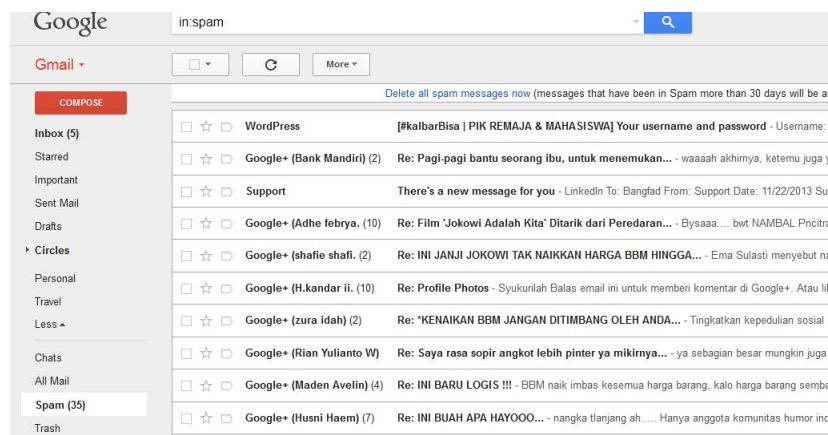 Google
in:spam
Gmail
More
COMPOSE
Delete all spam messages now (messages that have been in Spam more than 30 days will be a
Inbox (5)
Starred
Important
Sent Mail
Drafts
Circles
Personal
Travel
Less
Chats
All Mail
Spam (35)
Trash
WordPress [#kalbarBisa | PIK REMAJA & MAHASISWA] Your username and password - Username:
Google+ (Bank Mandiri) (2) Re: Pagi-pagi bantu seorang ibu, untuk menemukan... - waaaah akhirnya, ketemu juga y
Support There's a new message for you - LinkedIn To: Bangfad From: Support Date: 11/22/2013 Su
Google+ (Adhe febrya. (10) Re: Film 'Jokowi Adalah Kita' Ditarik dari Peredaran... - Bysaaa.... bwt NAMBAL Pncitra
Google+ (shafie shafi. (2) Re: INI JANJI JOKOWI TAK NAIKKAN HARGA BBM HINGGA... - Ema Sulasti menyebut na
Google+ (H.kandar ii. (10) Re: Profile Photos - Syukurilah Balas email ini untuk memberi komentar di Google+. Atau lil
Google+ (zura idah) (2) Re: *KENAIKAN BBM JANGAN DITIMBANG OLEH ANDA... - Tingkatkan kepedulian sosial
Google+ (Rian Yulianto W) Re: Saya rasa sopir angkot lebih pinter ya mikirnya... - ya sebagian besar mungkin juga
Google+ (Maden Avelin) (4) Re: INI BARU LOGIS !!! - BBM naik imbas kesemua harga barang, kalo harga barang semba
Google+ (Husni Haem) (7) Re: INI BUAH APA HAYOOO... - nangka tlanjang ah..... Hanya anggota komunitas humor ind